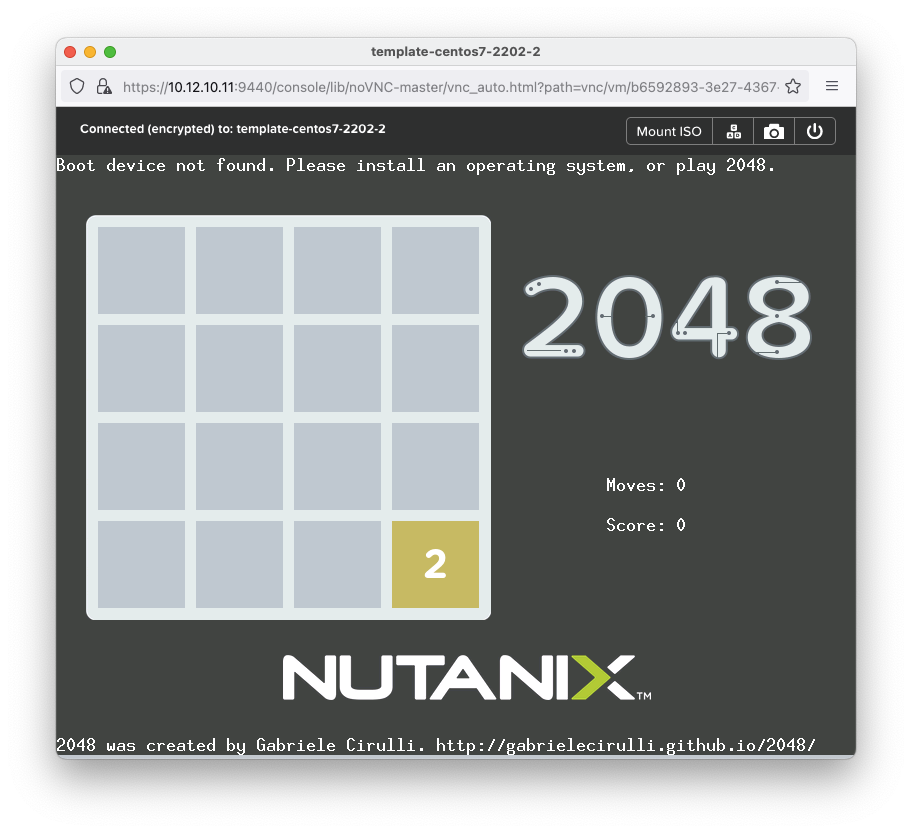 template-centos7-2202-2
https://10.12.10.11:9440/console/lib/noVNC-master/vnc_auto.html?path=vnc/vm/b6592893-3e27-4367-
Connected (encrypted) to: template-centos7-2202-2
Mount ISO
Boot device not found. Please install an operating system, or play 2048.
2048
Moves: 0
Score: 0
2
NUTANIX™
2048 was created by Gabriele Cirulli. http://gabrielecirulli.github.io/2048/